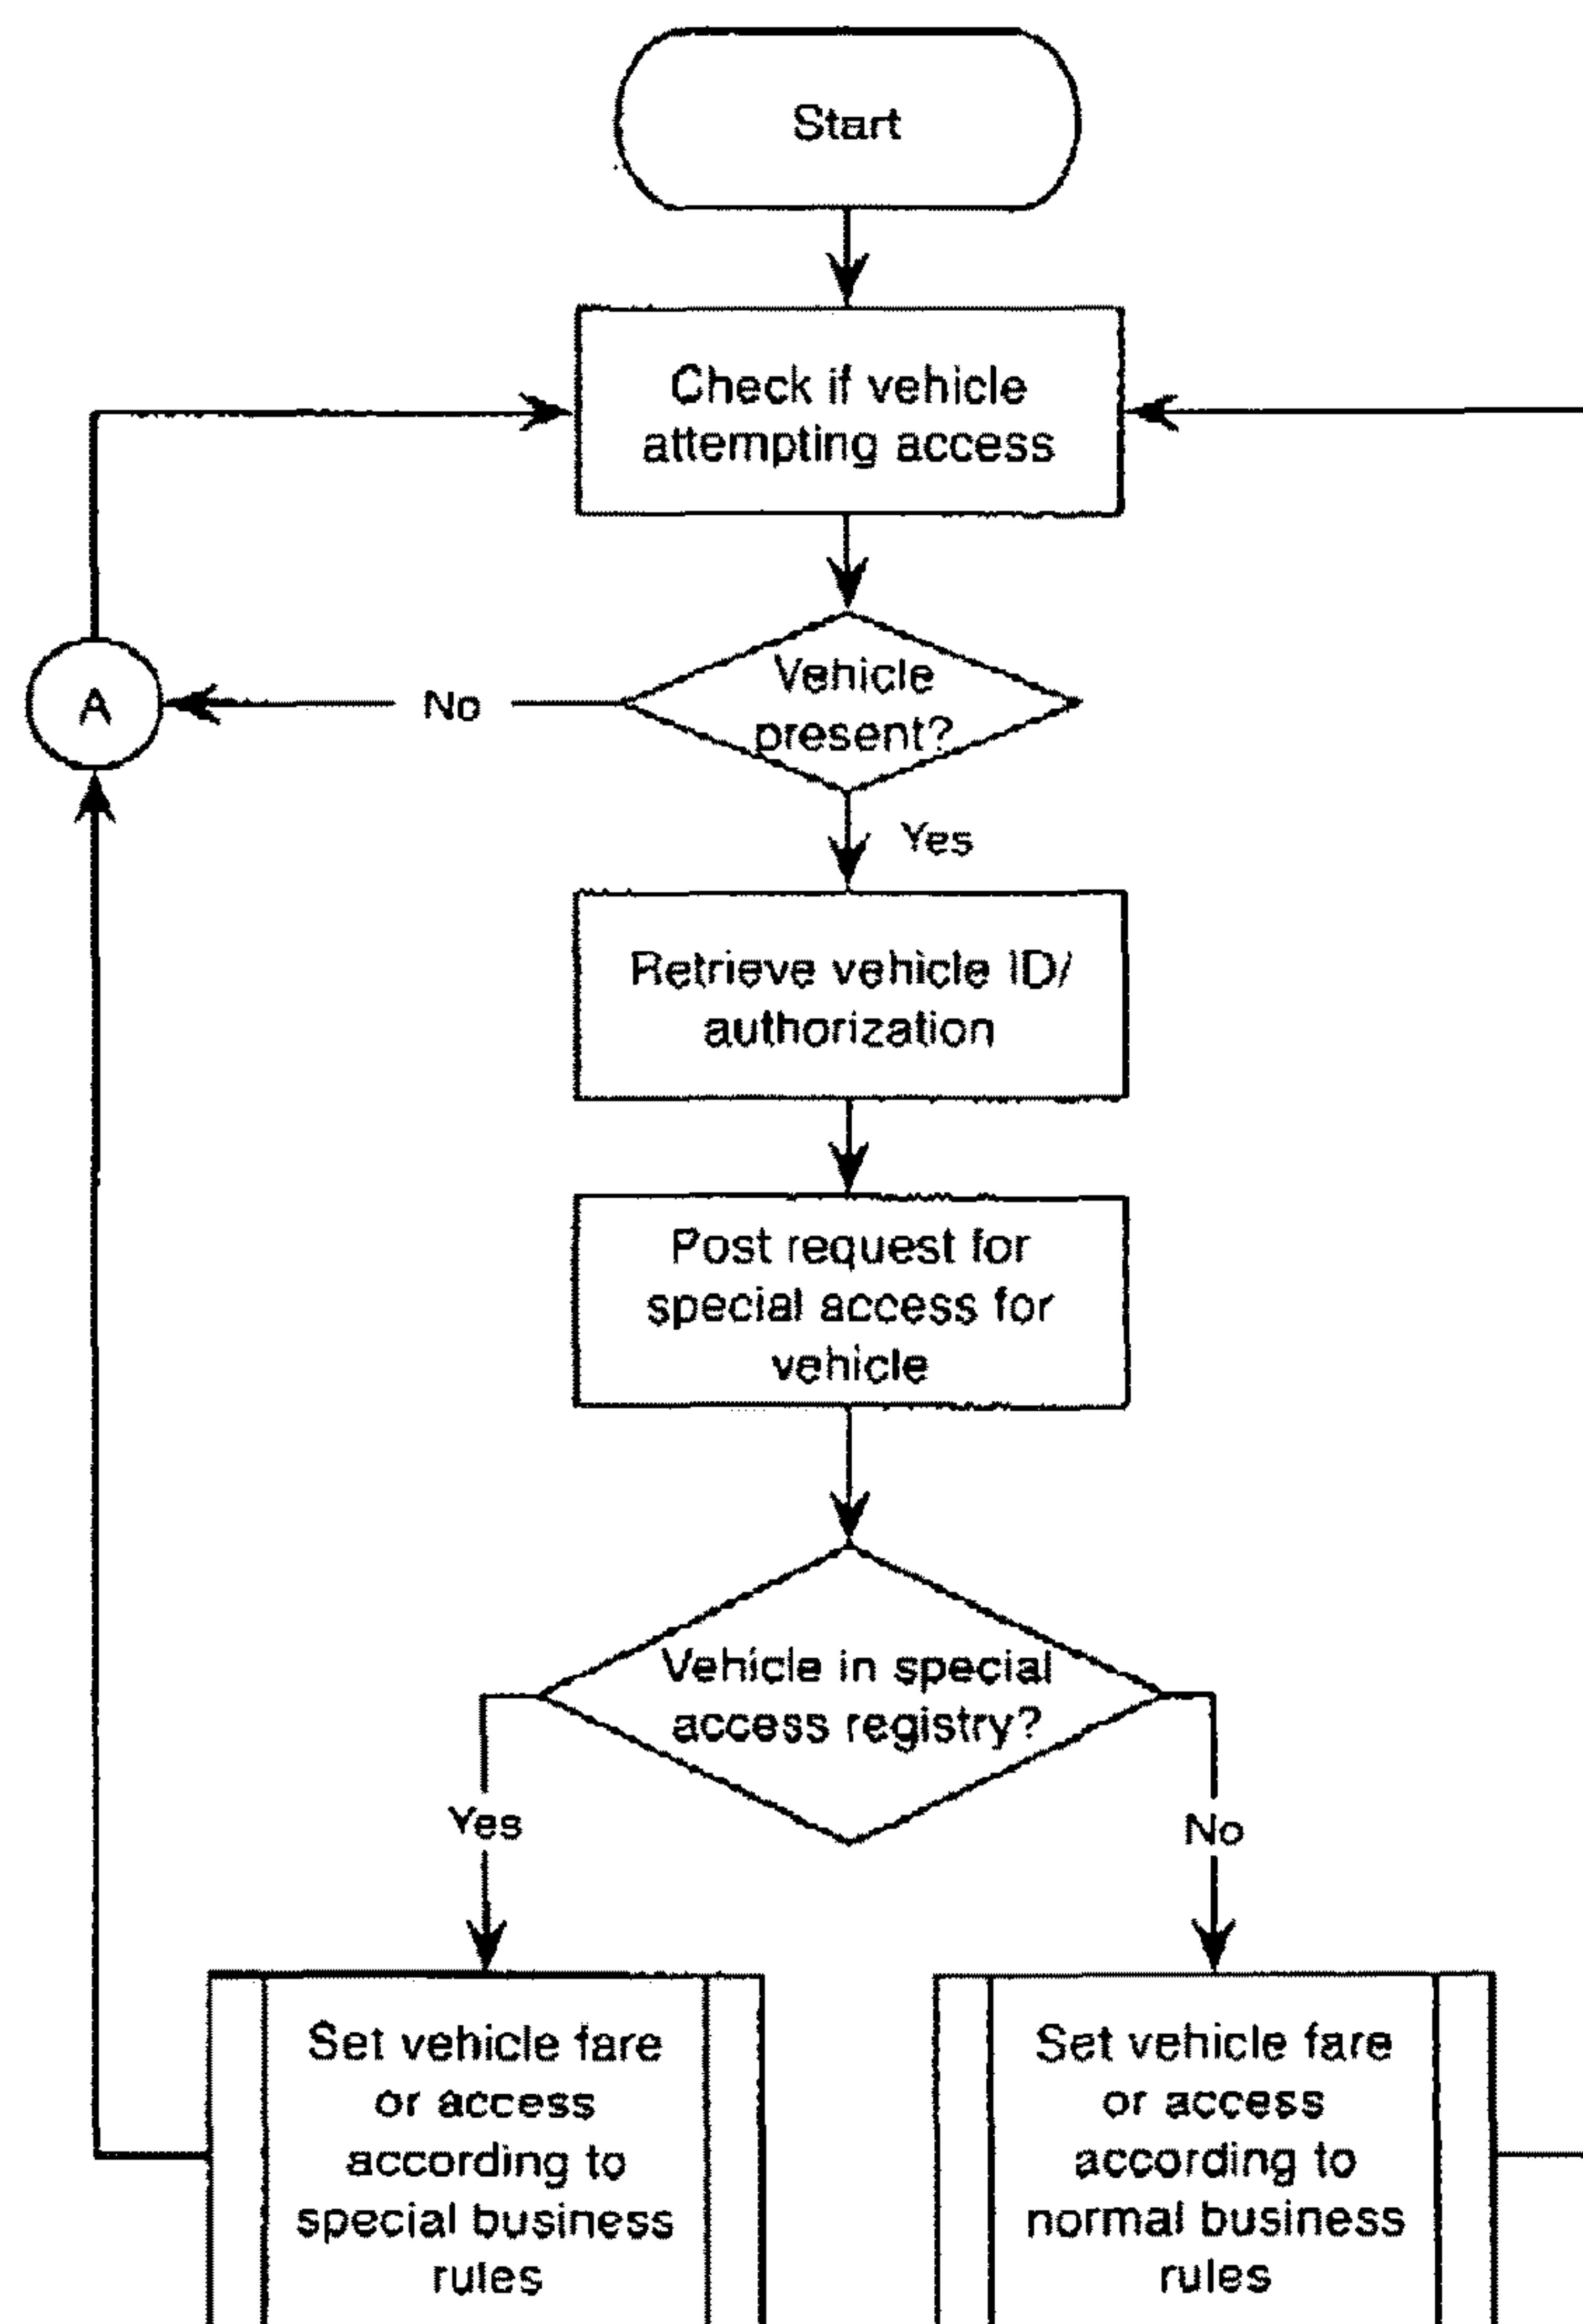 Start
Check if vehicle
attempting access
A
No
Vehicle
present?
Yes
Retrieve vehicle ID/
authorization
Post request for
special access for
vehicle
Vehicle in special
access registry?
Yes
No
Set vehicle fare
or access
according to
special business
rules
Set vehicle fare
or access
according to
normal business
rules